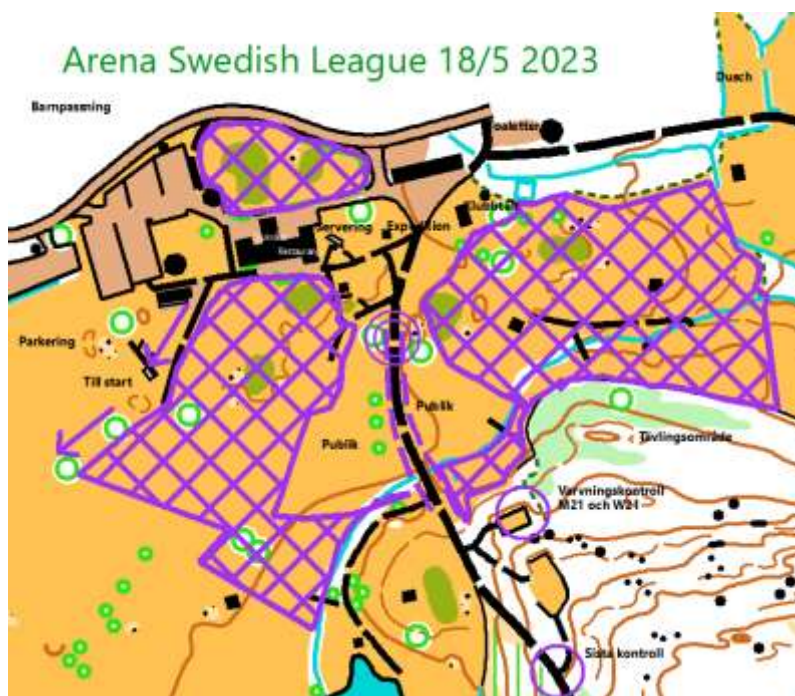 Arena Swedish League 18/5 2023
Dusch
Barnpassning
Toaletter
Klubbtält
Servering
Expedition
Restaurang
Parkering
Till start
Publik
Publik
Tävlingsområde
Varvningskontroll
M21 och W21
Sista kontroll